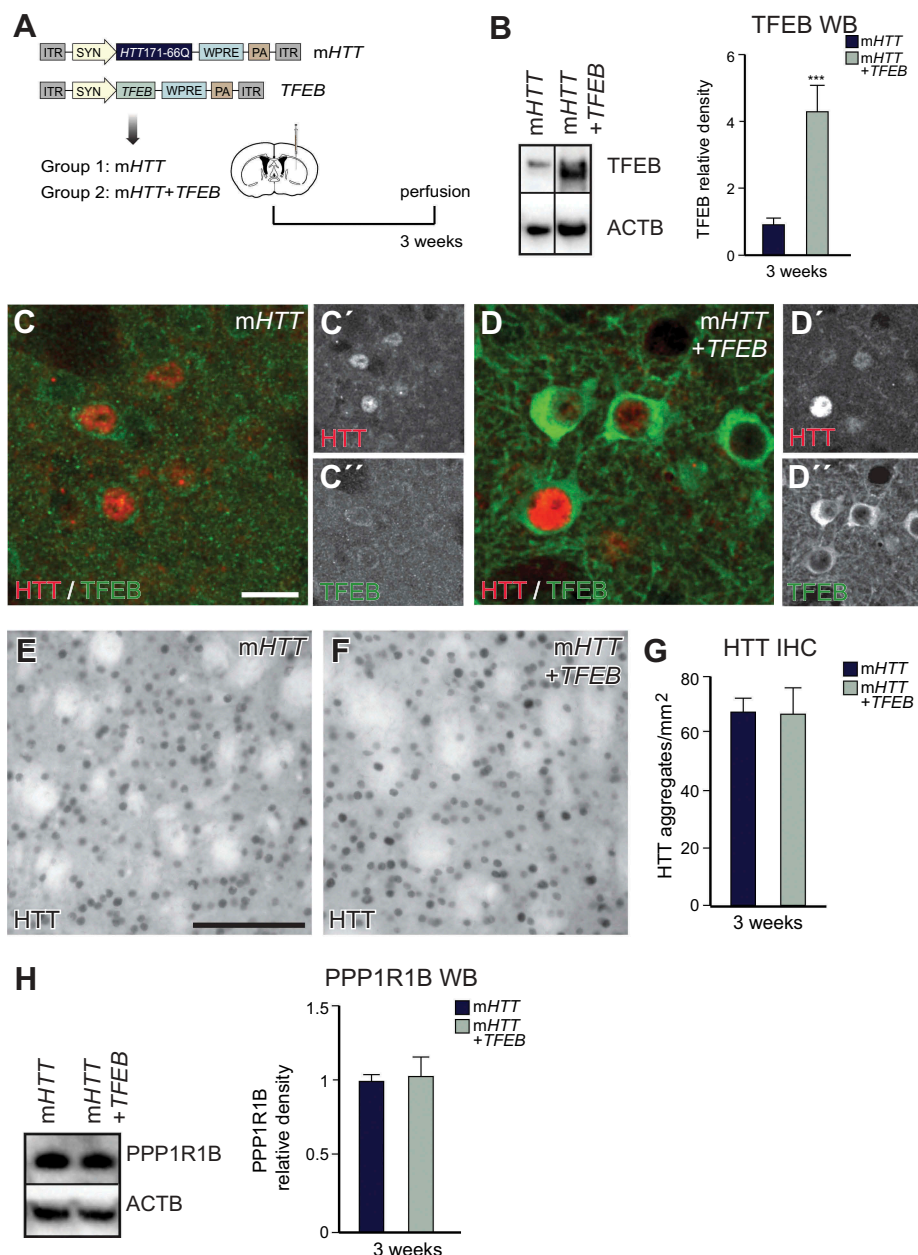 A
ITR SYN HTT171-66Q WPRE PA ITR mHTT
ITR SYN TFEB WPRE PA ITR TFEB
Group 1: mHTT
Group 2: mHTT+TFEB
perfusion
3 weeks
B
TFEB WB
mHTT
mHTT
+TFEB
mHTT
mHTT
+TFEB
TFEB
ACTB
TFEB relative density
6
4
2
0
***
3 weeks
C
mHTT
HTT / TFEB
C´
HTT
C´´
TFEB
D
mHTT
+TFEB
HTT / TFEB
D´
HTT
D´´
TFEB
E
mHTT
HTT
F
mHTT
+TFEB
HTT
G
HTT IHC
mHTT
mHTT
+TFEB
HTT aggregates/mm²
80
60
40
20
0
3 weeks
H
PPP1R1B WB
mHTT
mHTT
+TFEB
mHTT
mHTT
+TFEB
PPP1R1B
ACTB
PPP1R1B
relative density
1.5
1
0.5
0
3 weeks